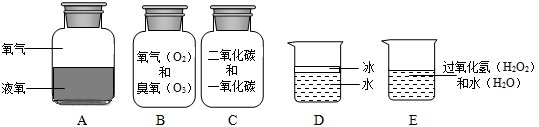 氧气
液氧
A
氧气(O₂)
和
臭氧(O₃)
B
二氧化碳
和
一氧化碳
C
冰
水
D
过氧化氢(H₂O₂)
和水(H₂O)
E